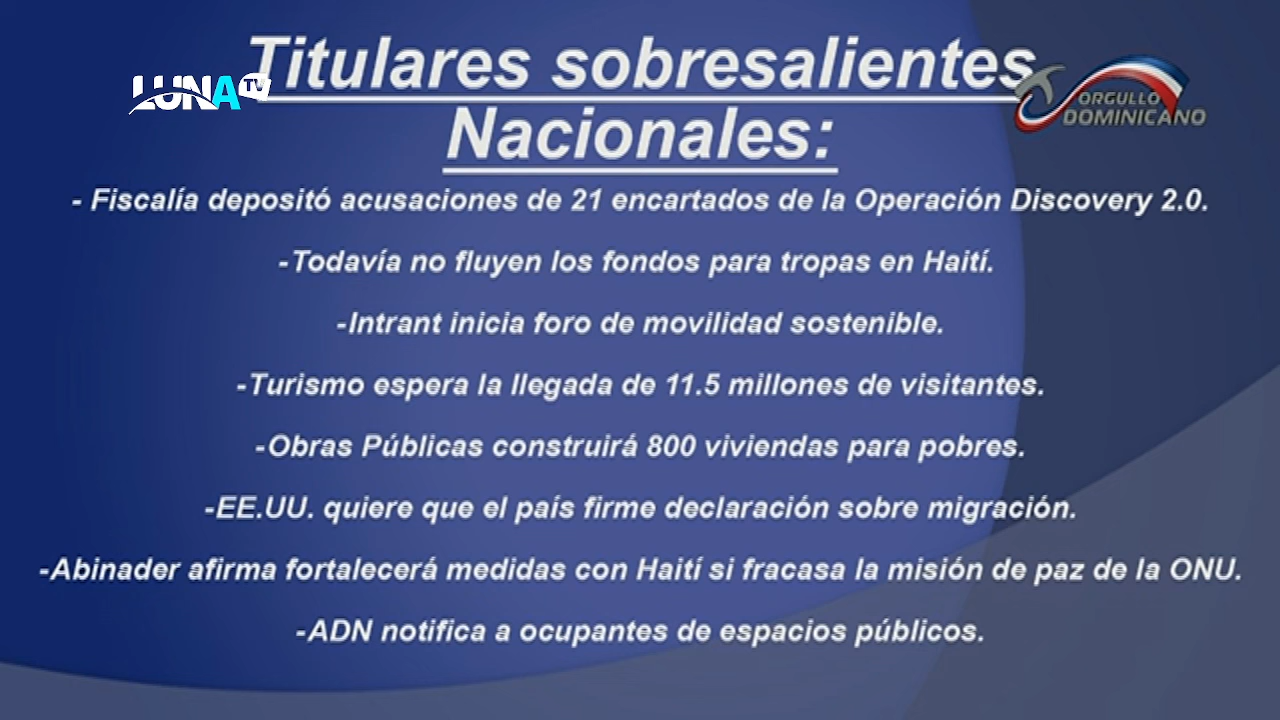 Titulares sobresalientes
LUNA TV
ORGULLO
DOMINICANO
Nacionales:
- Fiscalía depositó acusaciones de 21 encartados de la Operación Discovery 2.0.
-Todavía no fluyen los fondos para tropas en Haití.
-Intrant inicia foro de movilidad sostenible.
-Turismo espera la llegada de 11.5 millones de visitantes.
-Obras Públicas construirá 800 viviendas para pobres.
-EE.UU. quiere que el país firme declaración sobre migración.
-Abinader afirma fortalecerá medidas con Haití si fracasa la misión de paz de la ONU.
-ADN notifica a ocupantes de espacios públicos.